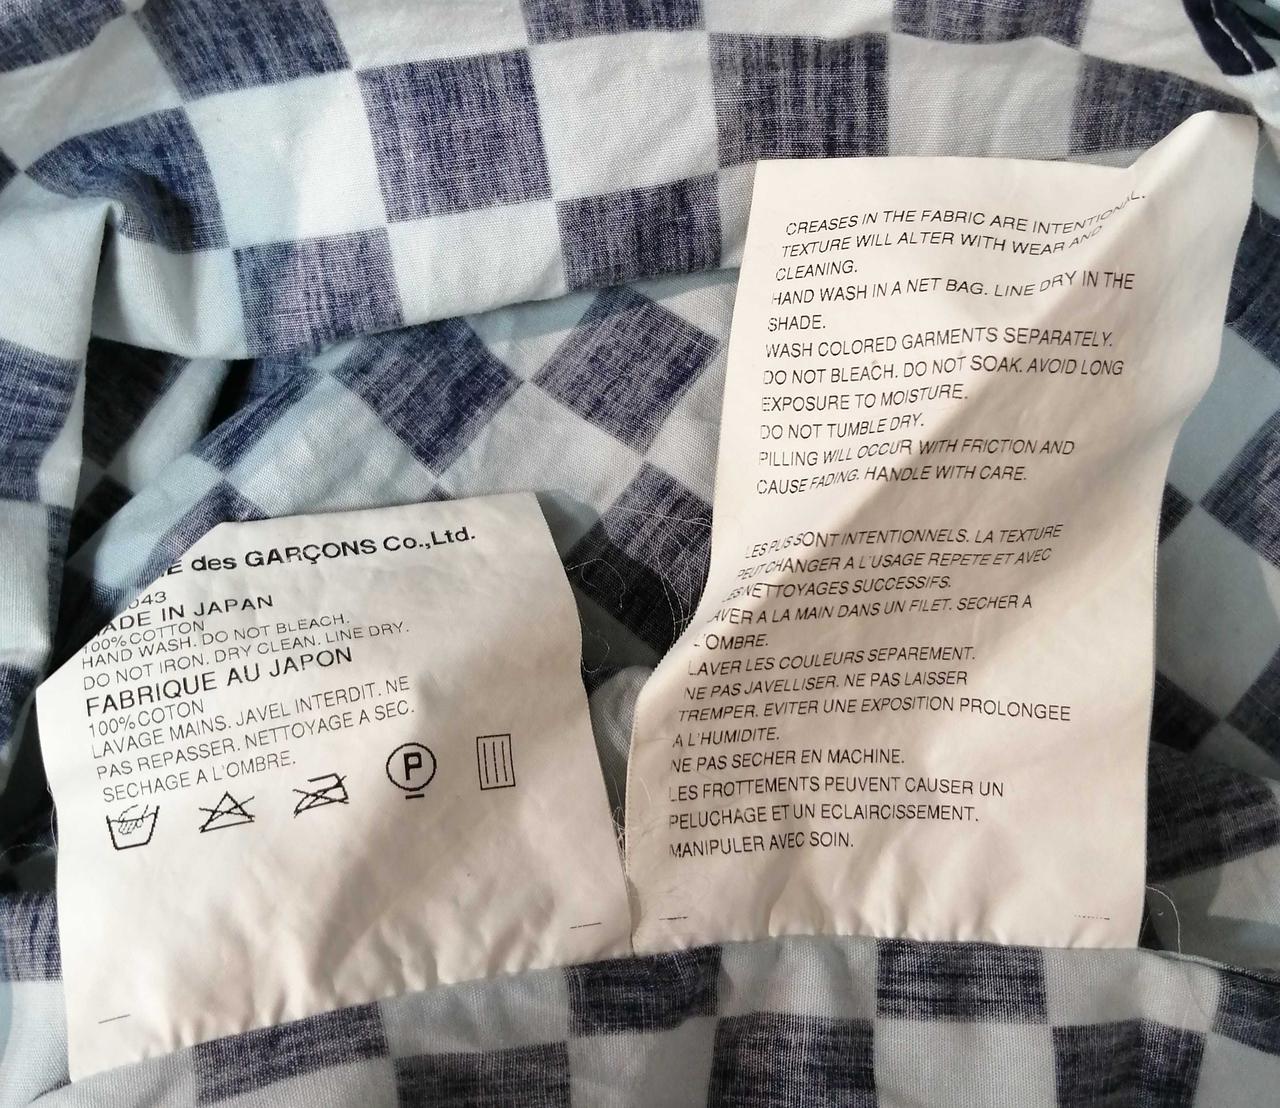 des GARÇONS Co.,Ltd.
MADE IN JAPAN
100%COTTON
HAND WASH. DO NOT BLEACH.
DO NOT IRON. DRY CLEAN. LINE DRY.
FABRIQUE AU JAPON
100%COTON
LAVAGE MAINS. JAVEL INTERDIT. NE
PAS REPASSER. NETTOYAGE A SEC.
SECHAGE A L'OMBRE.
P
CREASES IN THE FABRIC ARE INTENTIONAL.
TEXTURE WILL ALTER WITH WEAR AND
CLEANING.
HAND WASH IN A NET BAG. LINE DRY IN THE
SHADE.
WASH COLORED GARMENTS SEPARATELY.
DO NOT BLEACH. DO NOT SOAK. AVOID LONG
EXPOSURE TO MOISTURE.
DO NOT TUMBLE DRY.
PILLING WILL OCCUR WITH FRICTION AND
CAUSE FADING. HANDLE WITH CARE.
LES PLIS SONT INTENTIONNELS. LA TEXTURE
PEUT CHANGER A L'USAGE REPETE ET AVEC
LES NETTOYAGES SUCCESSIFS.
LAVER A LA MAIN DANS UN FILET. SECHER A
L'OMBRE.
LAVER LES COULEURS SEPAREMENT.
NE PAS JAVELLISER. NE PAS LAISSER
TREMPER. EVITER UNE EXPOSITION PROLONGEE
A L'HUMIDITE.
NE PAS SECHER EN MACHINE.
LES FROTTEMENTS PEUVENT CAUSER UN
PELUCHAGE ET UN ECLAIRCISSEMENT.
MANIPULER AVEC SOIN.